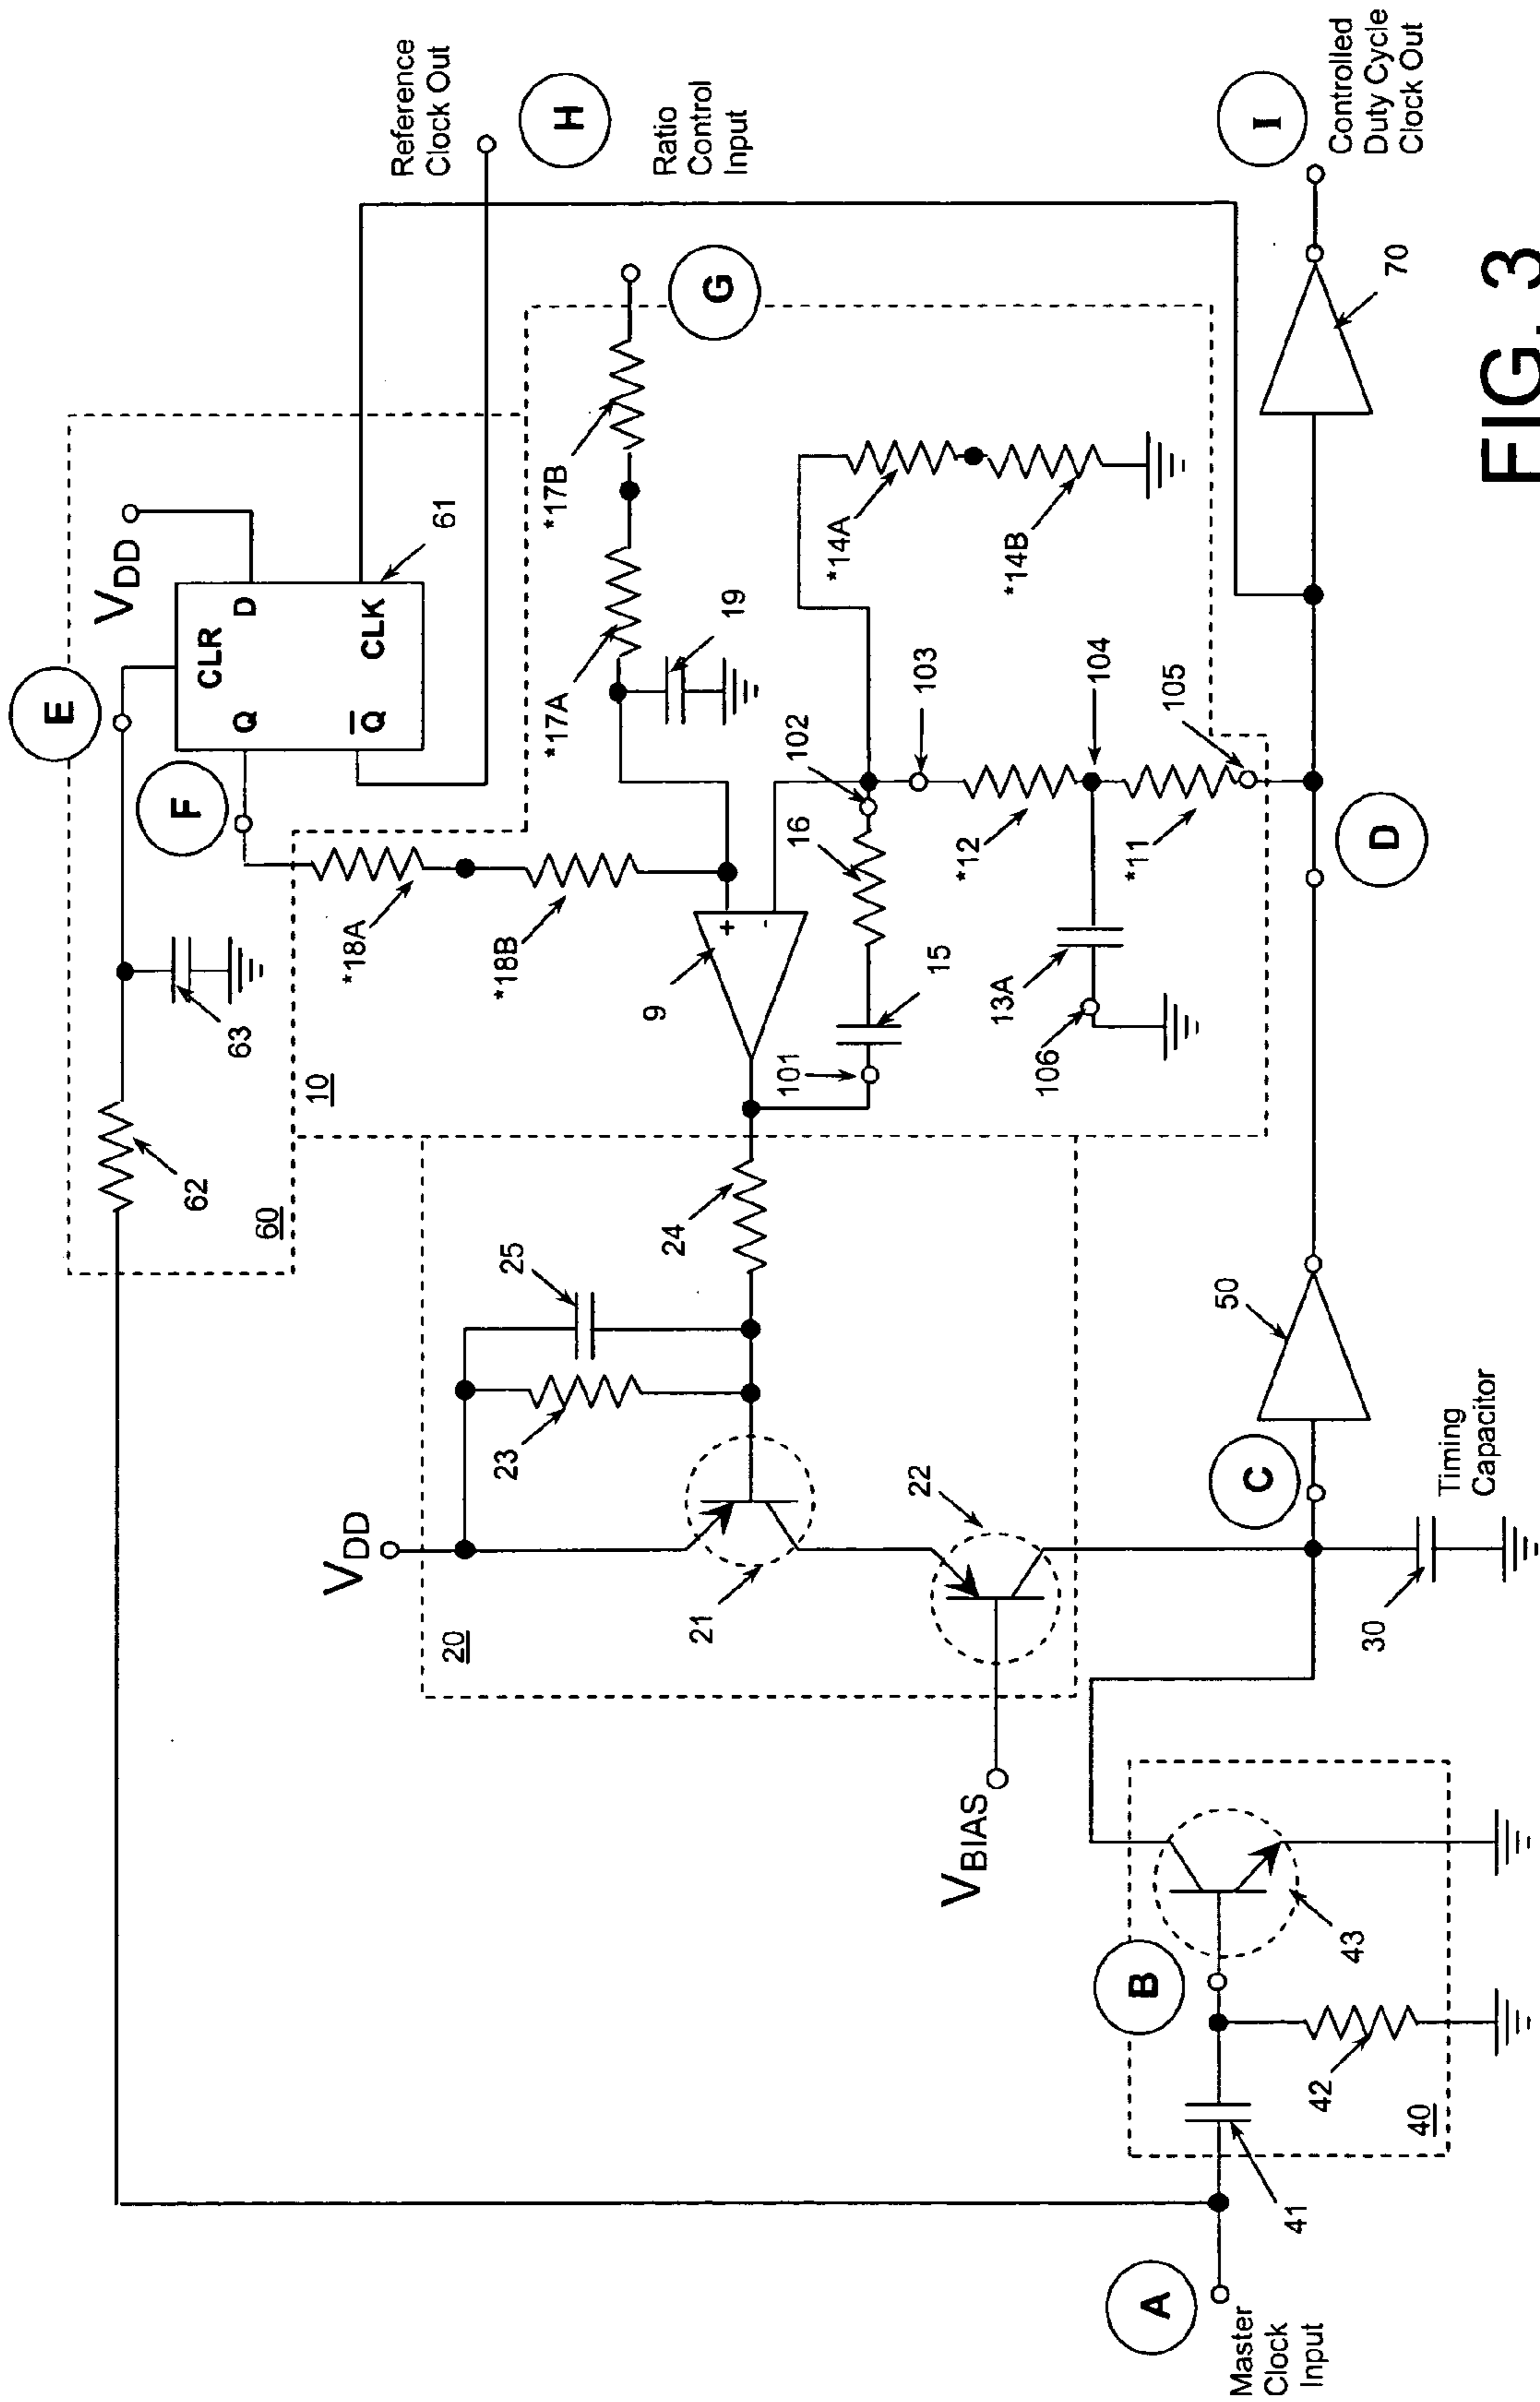 E
V DD
CLR
D
Q
Q
CLK
61
F
62
63
60
Reference
Clock Out
H
Ratio
Control
Input
*18A
*18B
10
*17A
*17B
19
G
9
101
102
103
15
16
*14A
*14B
*12
13A
104
106
*11
105
V DD
20
21
22
23
24
25
V BIAS
A
Master
Clock
Input
41
42
40
B
43
30
Timing
Capacitor
C
50
D
70
I
Controlled
Duty Cycle
Clock Out
FIG. 3